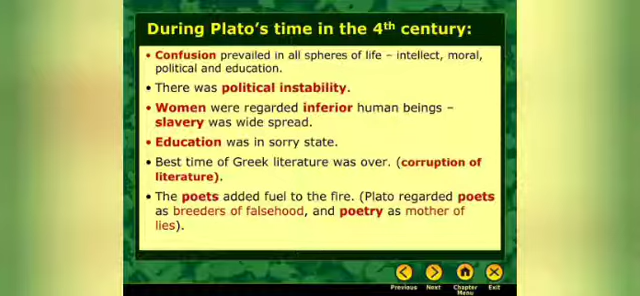 During Plato's time in the 4th century:
• Confusion prevailed in all spheres of life – intellect, moral,
political and education.
• There was political instability.
• Women were regarded inferior human beings –
slavery was wide spread.
• Education was in sorry state.
• Best time of Greek literature was over. (corruption of
literature).
• The poets added fuel to the fire. (Plato regarded poets
as breeders of falsehood, and poetry as mother of
lies).
Previous Next Chapter Exit
Menu